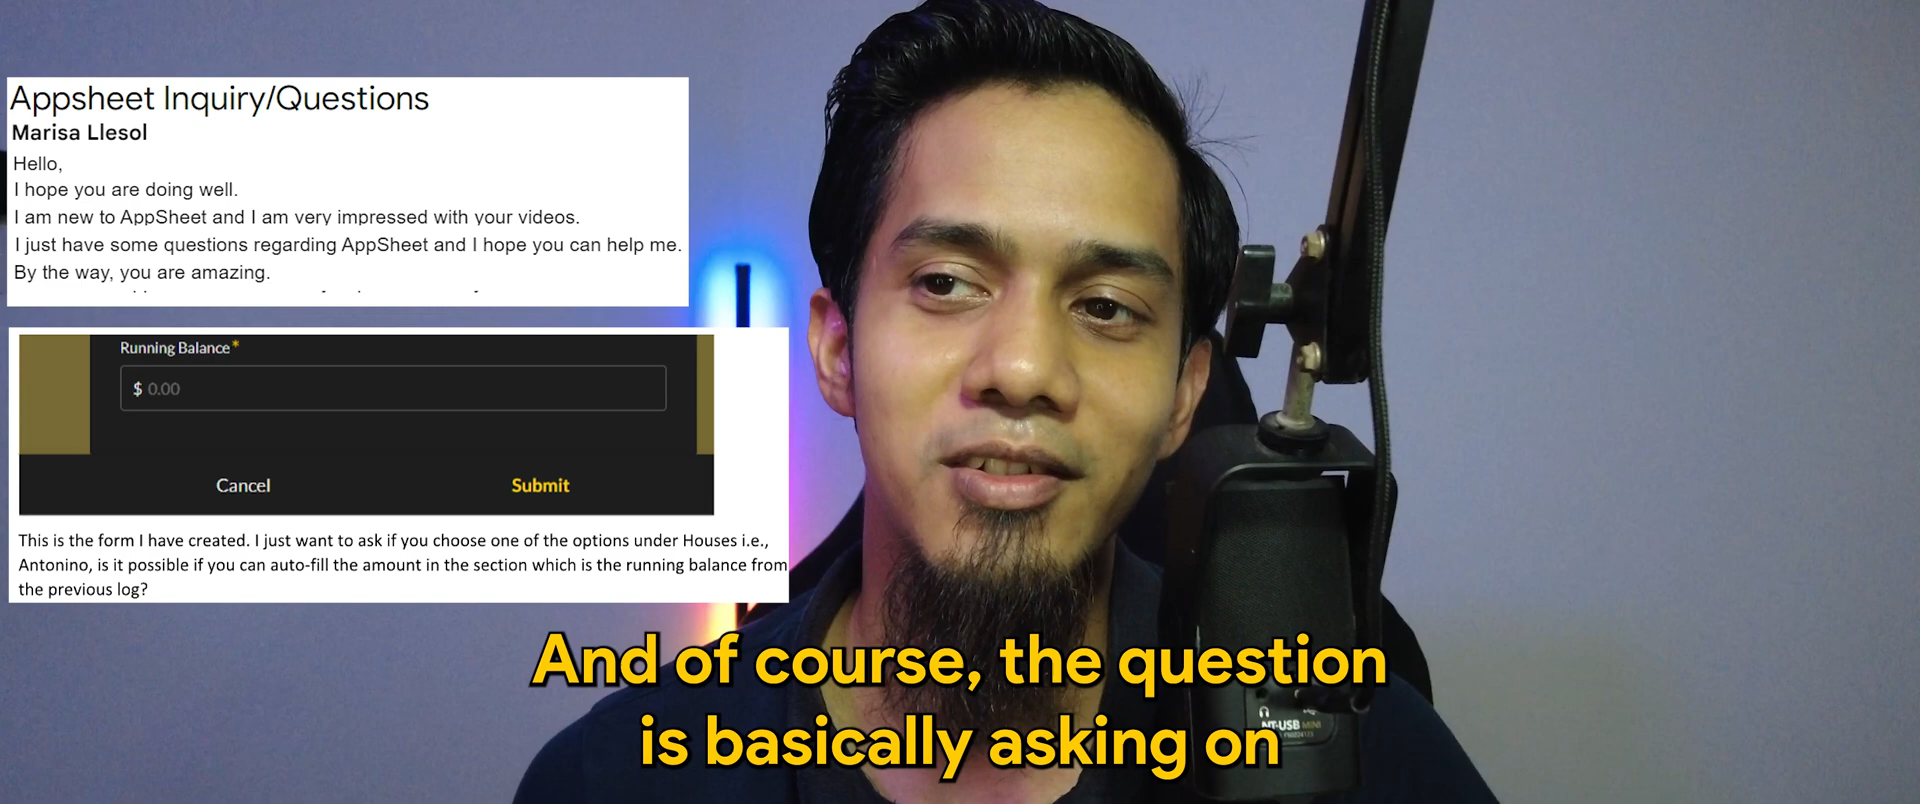 Appsheet Inquiry/Questions
Marisa Llesol
Hello,
I hope you are doing well.
I am new to AppSheet and I am very impressed with your videos.
I just have some questions regarding AppSheet and I hope you can help me.
By the way, you are amazing.
Running Balance*
$ 0.00
Cancel
Submit
This is the form I have created. I just want to ask if you choose one of the options under Houses i.e.,
Antonino, is it possible if you can auto-fill the amount in the section which is the running balance from
the previous log?
And of course, the question
is basically asking on
NT-USB MINI